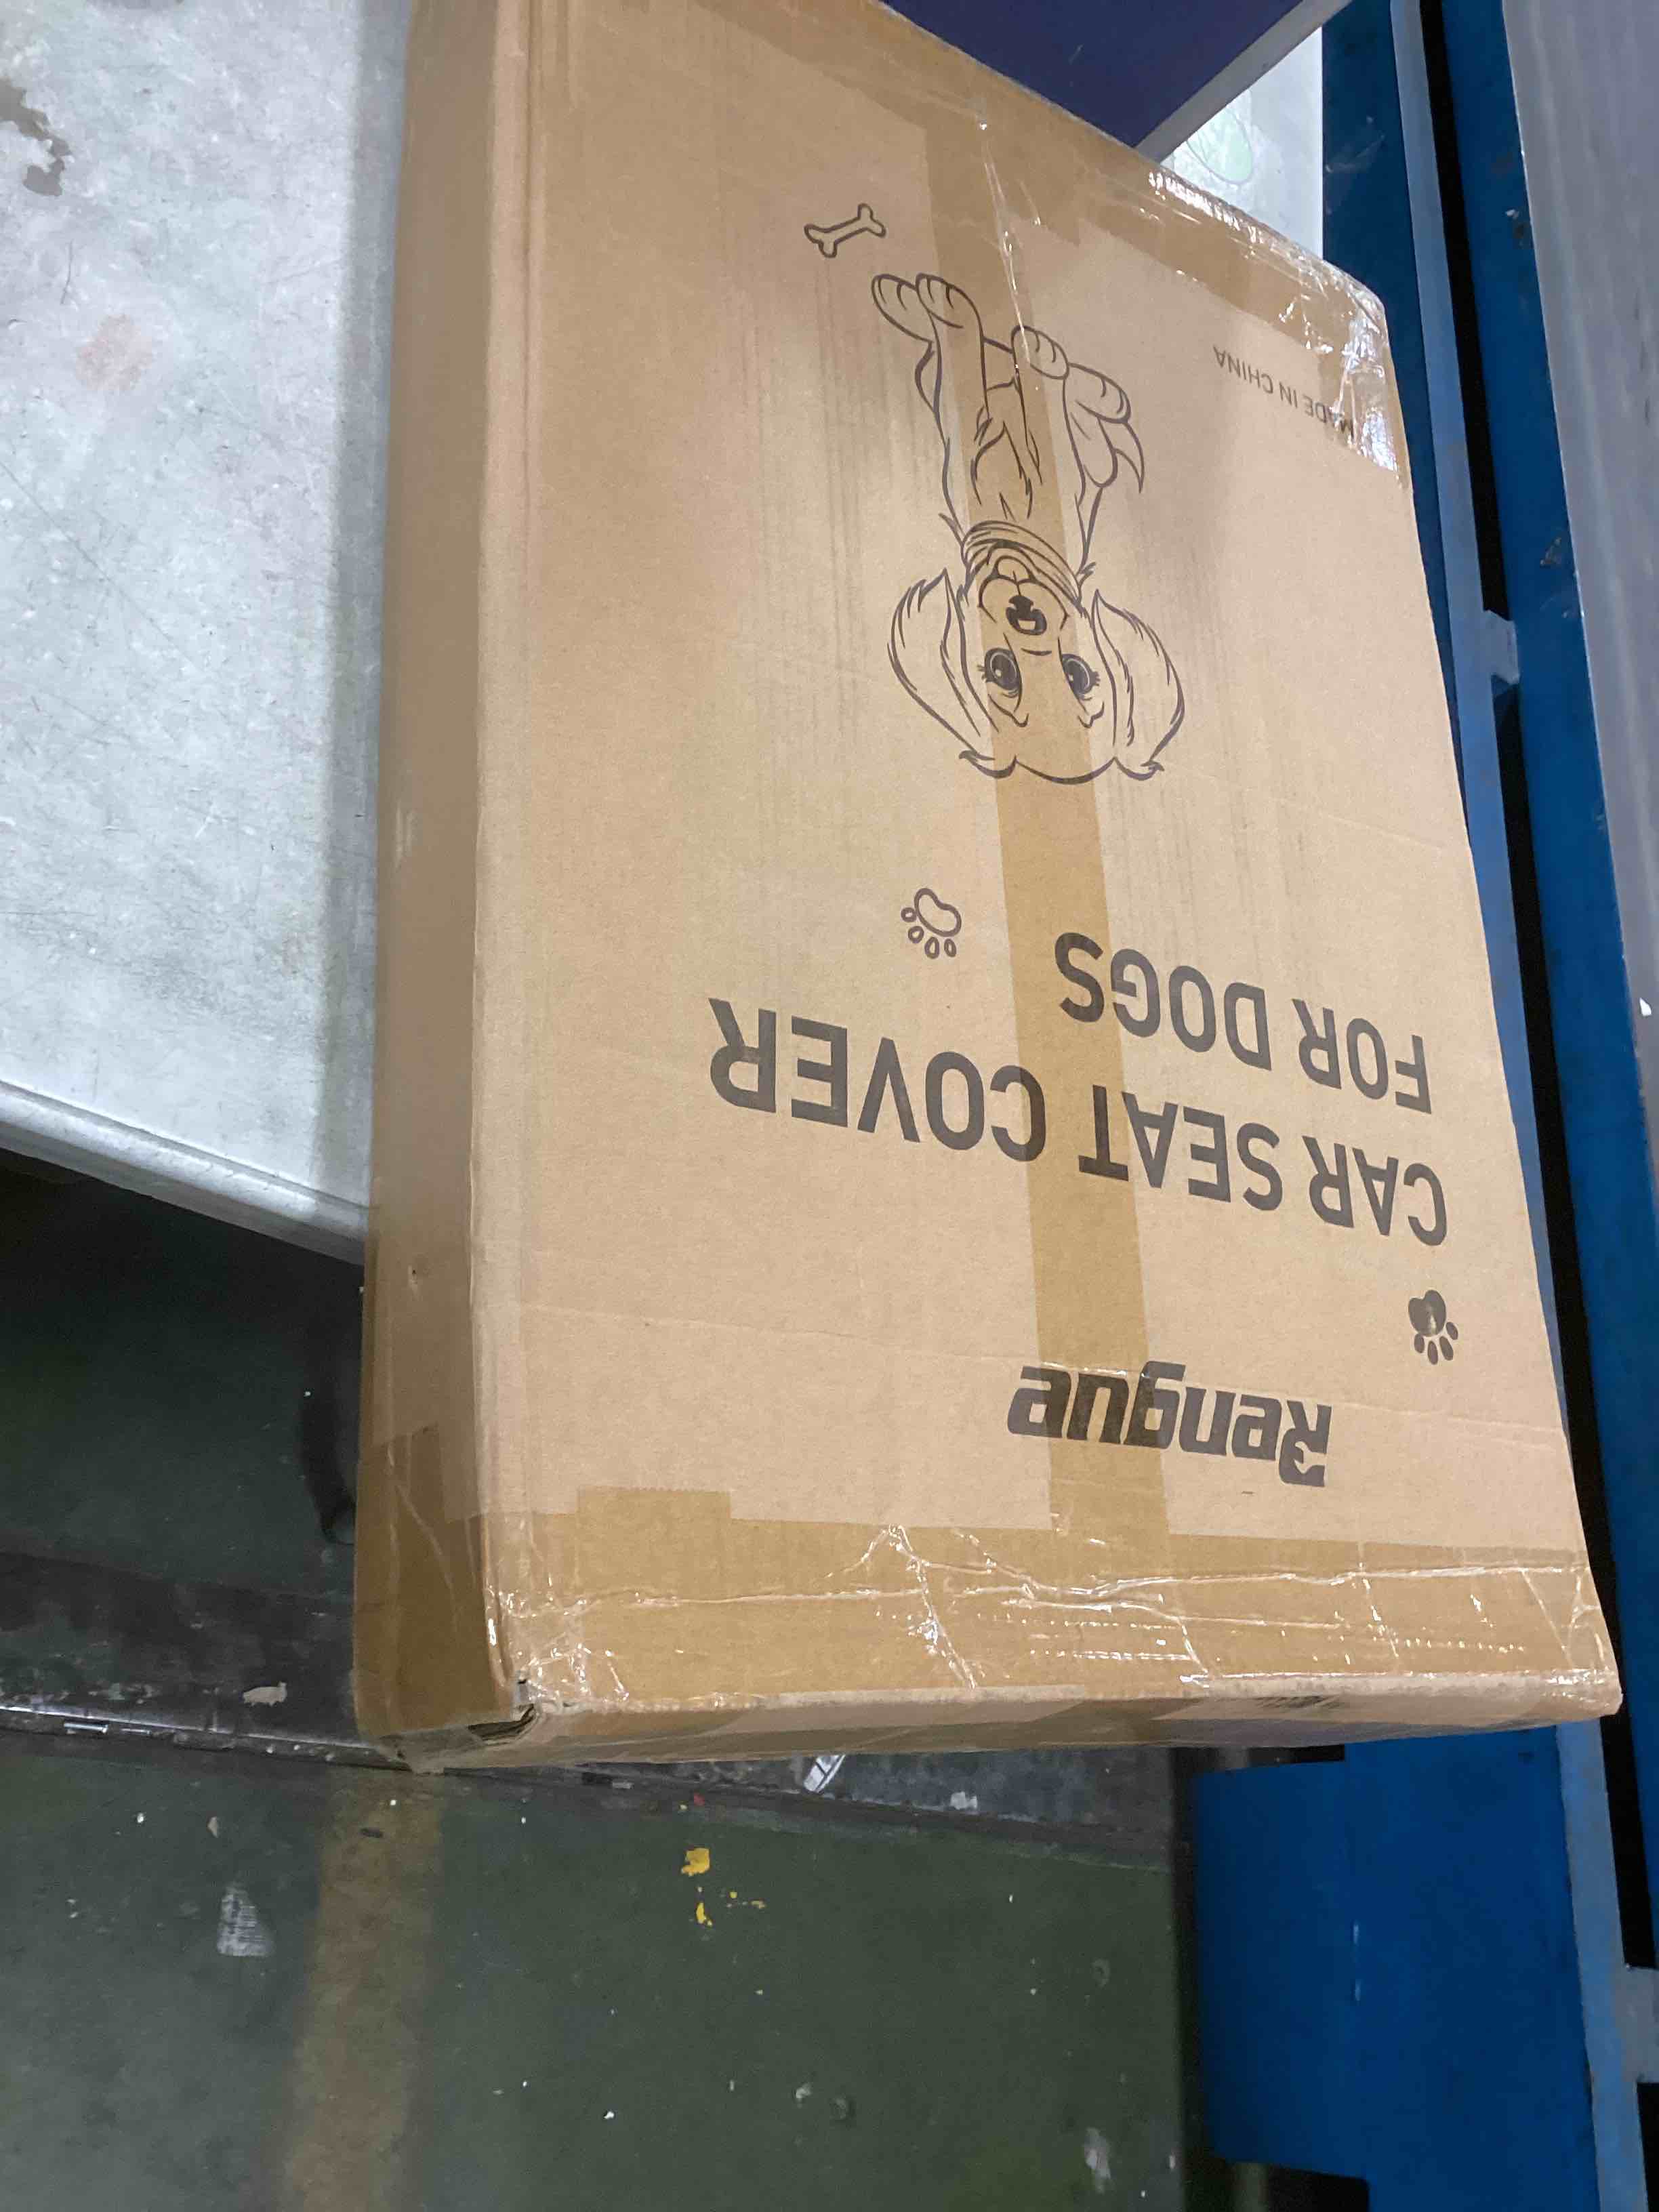 Rengue
CAR SEAT COVER
FOR DOGS
MADE IN CHINA